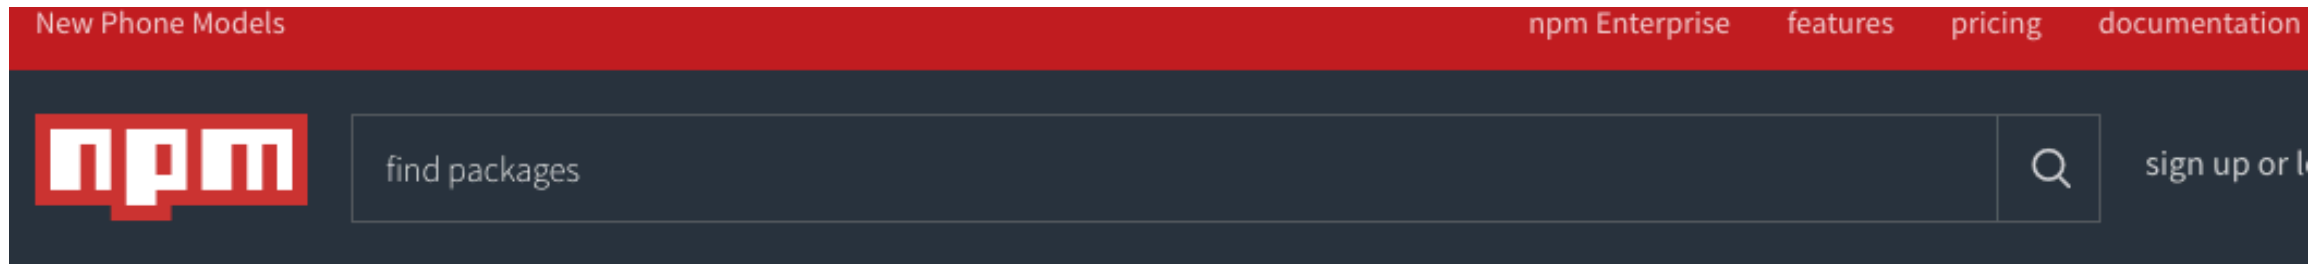 New Phone Models npm Enterprise features pricing documentation
npm find packages sign up or